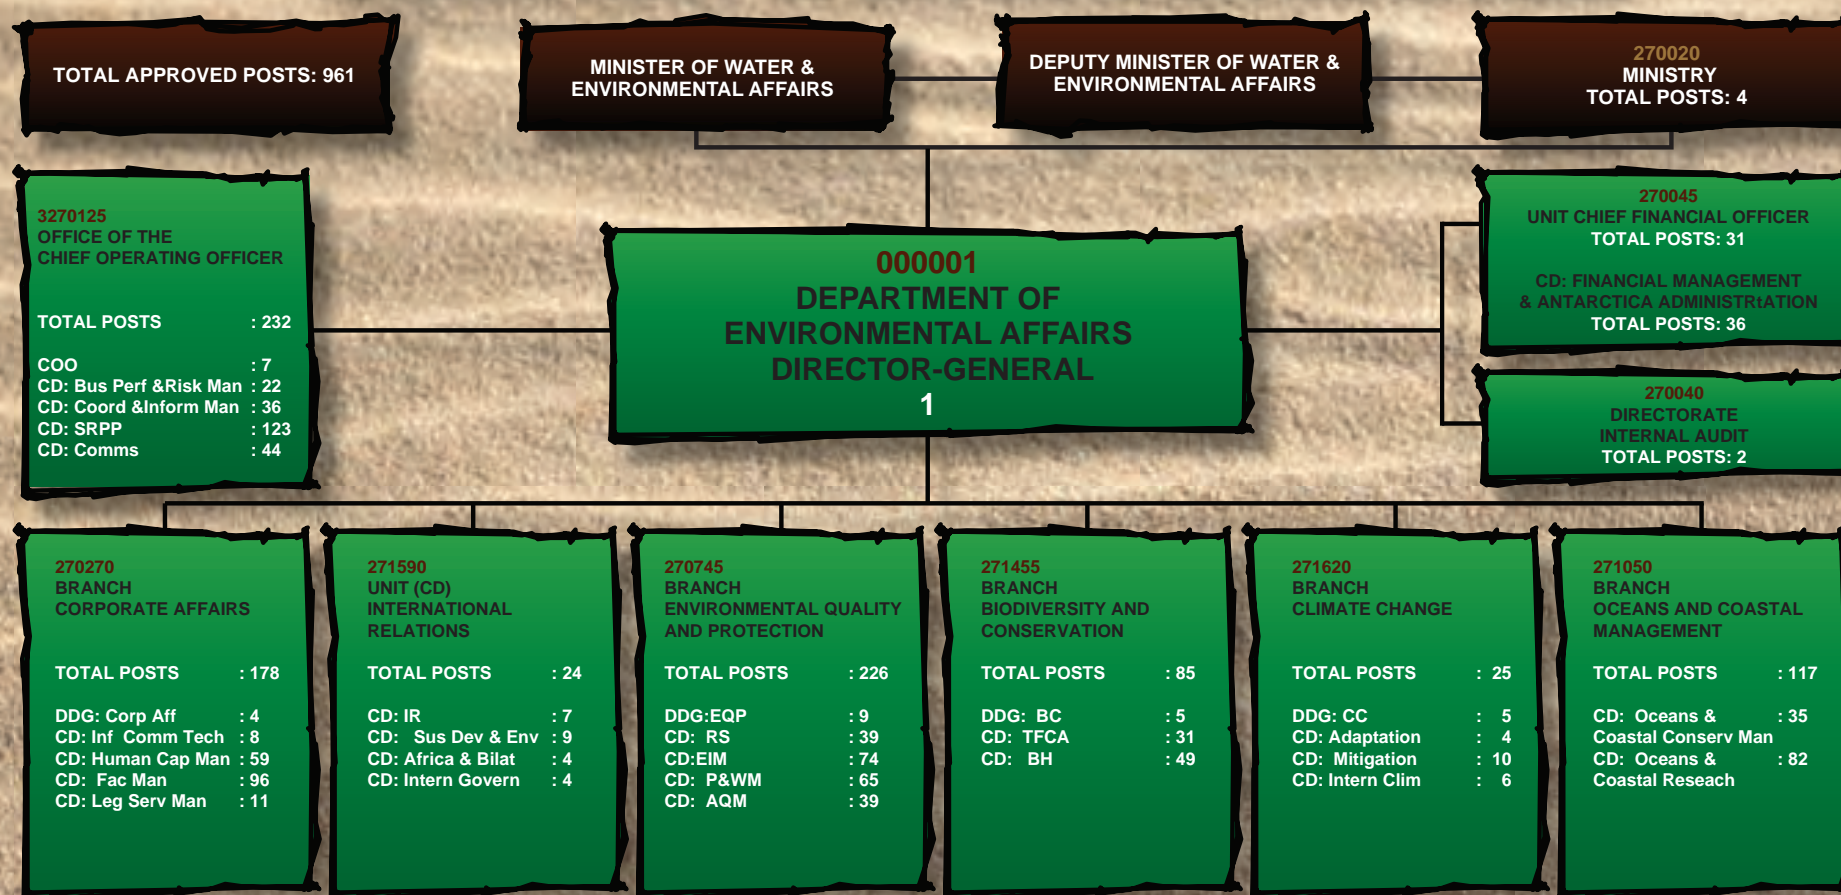 TOTAL APPROVED POSTS: 961
MINISTER OF WATER &
ENVIRONMENTAL AFFAIRS
DEPUTY MINISTER OF WATER &
ENVIRONMENTAL AFFAIRS
270020
MINISTRY
TOTAL POSTS: 4
3270125
OFFICE OF THE
CHIEF OPERATING OFFICER
TOTAL POSTS : 232
COO : 7
CD: Bus Perf &Risk Man : 22
CD: Coord &Inform Man : 36
CD: SRPP : 123
CD: Comms : 44
000001
DEPARTMENT OF
ENVIRONMENTAL AFFAIRS
DIRECTOR-GENERAL
1
270045
UNIT CHIEF FINANCIAL OFFICER
TOTAL POSTS: 31
CD: FINANCIAL MANAGEMENT
& ANTARCTICA ADMINISTRtATION
TOTAL POSTS: 36
270040
DIRECTORATE
INTERNAL AUDIT
TOTAL POSTS: 2
270270
BRANCH
CORPORATE AFFAIRS
TOTAL POSTS : 178
DDG: Corp Aff : 4
CD: Inf Comm Tech : 8
CD: Human Cap Man : 59
CD: Fac Man : 96
CD: Leg Serv Man : 11
271590
UNIT (CD)
INTERNATIONAL
RELATIONS
TOTAL POSTS : 24
CD: IR : 7
CD: Sus Dev & Env : 9
CD: Africa & Bilat : 4
CD: Intern Govern : 4
270745
BRANCH
ENVIRONMENTAL QUALITY
AND PROTECTION
TOTAL POSTS : 226
DDG:EQP : 9
CD: RS : 39
CD:EIM : 74
CD: P&WM : 65
CD: AQM : 39
271455
BRANCH
BIODIVERSITY AND
CONSERVATION
TOTAL POSTS : 85
DDG: BC : 5
CD: TFCA : 31
CD: BH : 49
271620
BRANCH
CLIMATE CHANGE
TOTAL POSTS : 25
DDG: CC : 5
CD: Adaptation : 4
CD: Mitigation : 10
CD: Intern Clim : 6
271050
BRANCH
OCEANS AND COASTAL
MANAGEMENT
TOTAL POSTS : 117
CD: Oceans & : 35
Coastal Conserv Man
CD: Oceans & : 82
Coastal Reseach